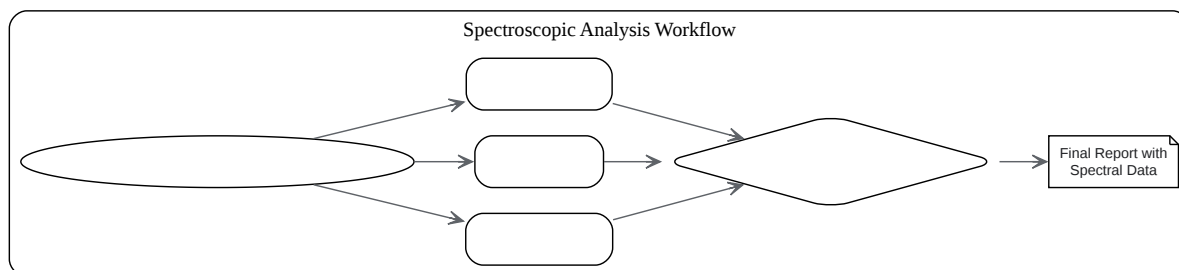 Spectroscopic Analysis Workflow
Final Report with
Spectral Data